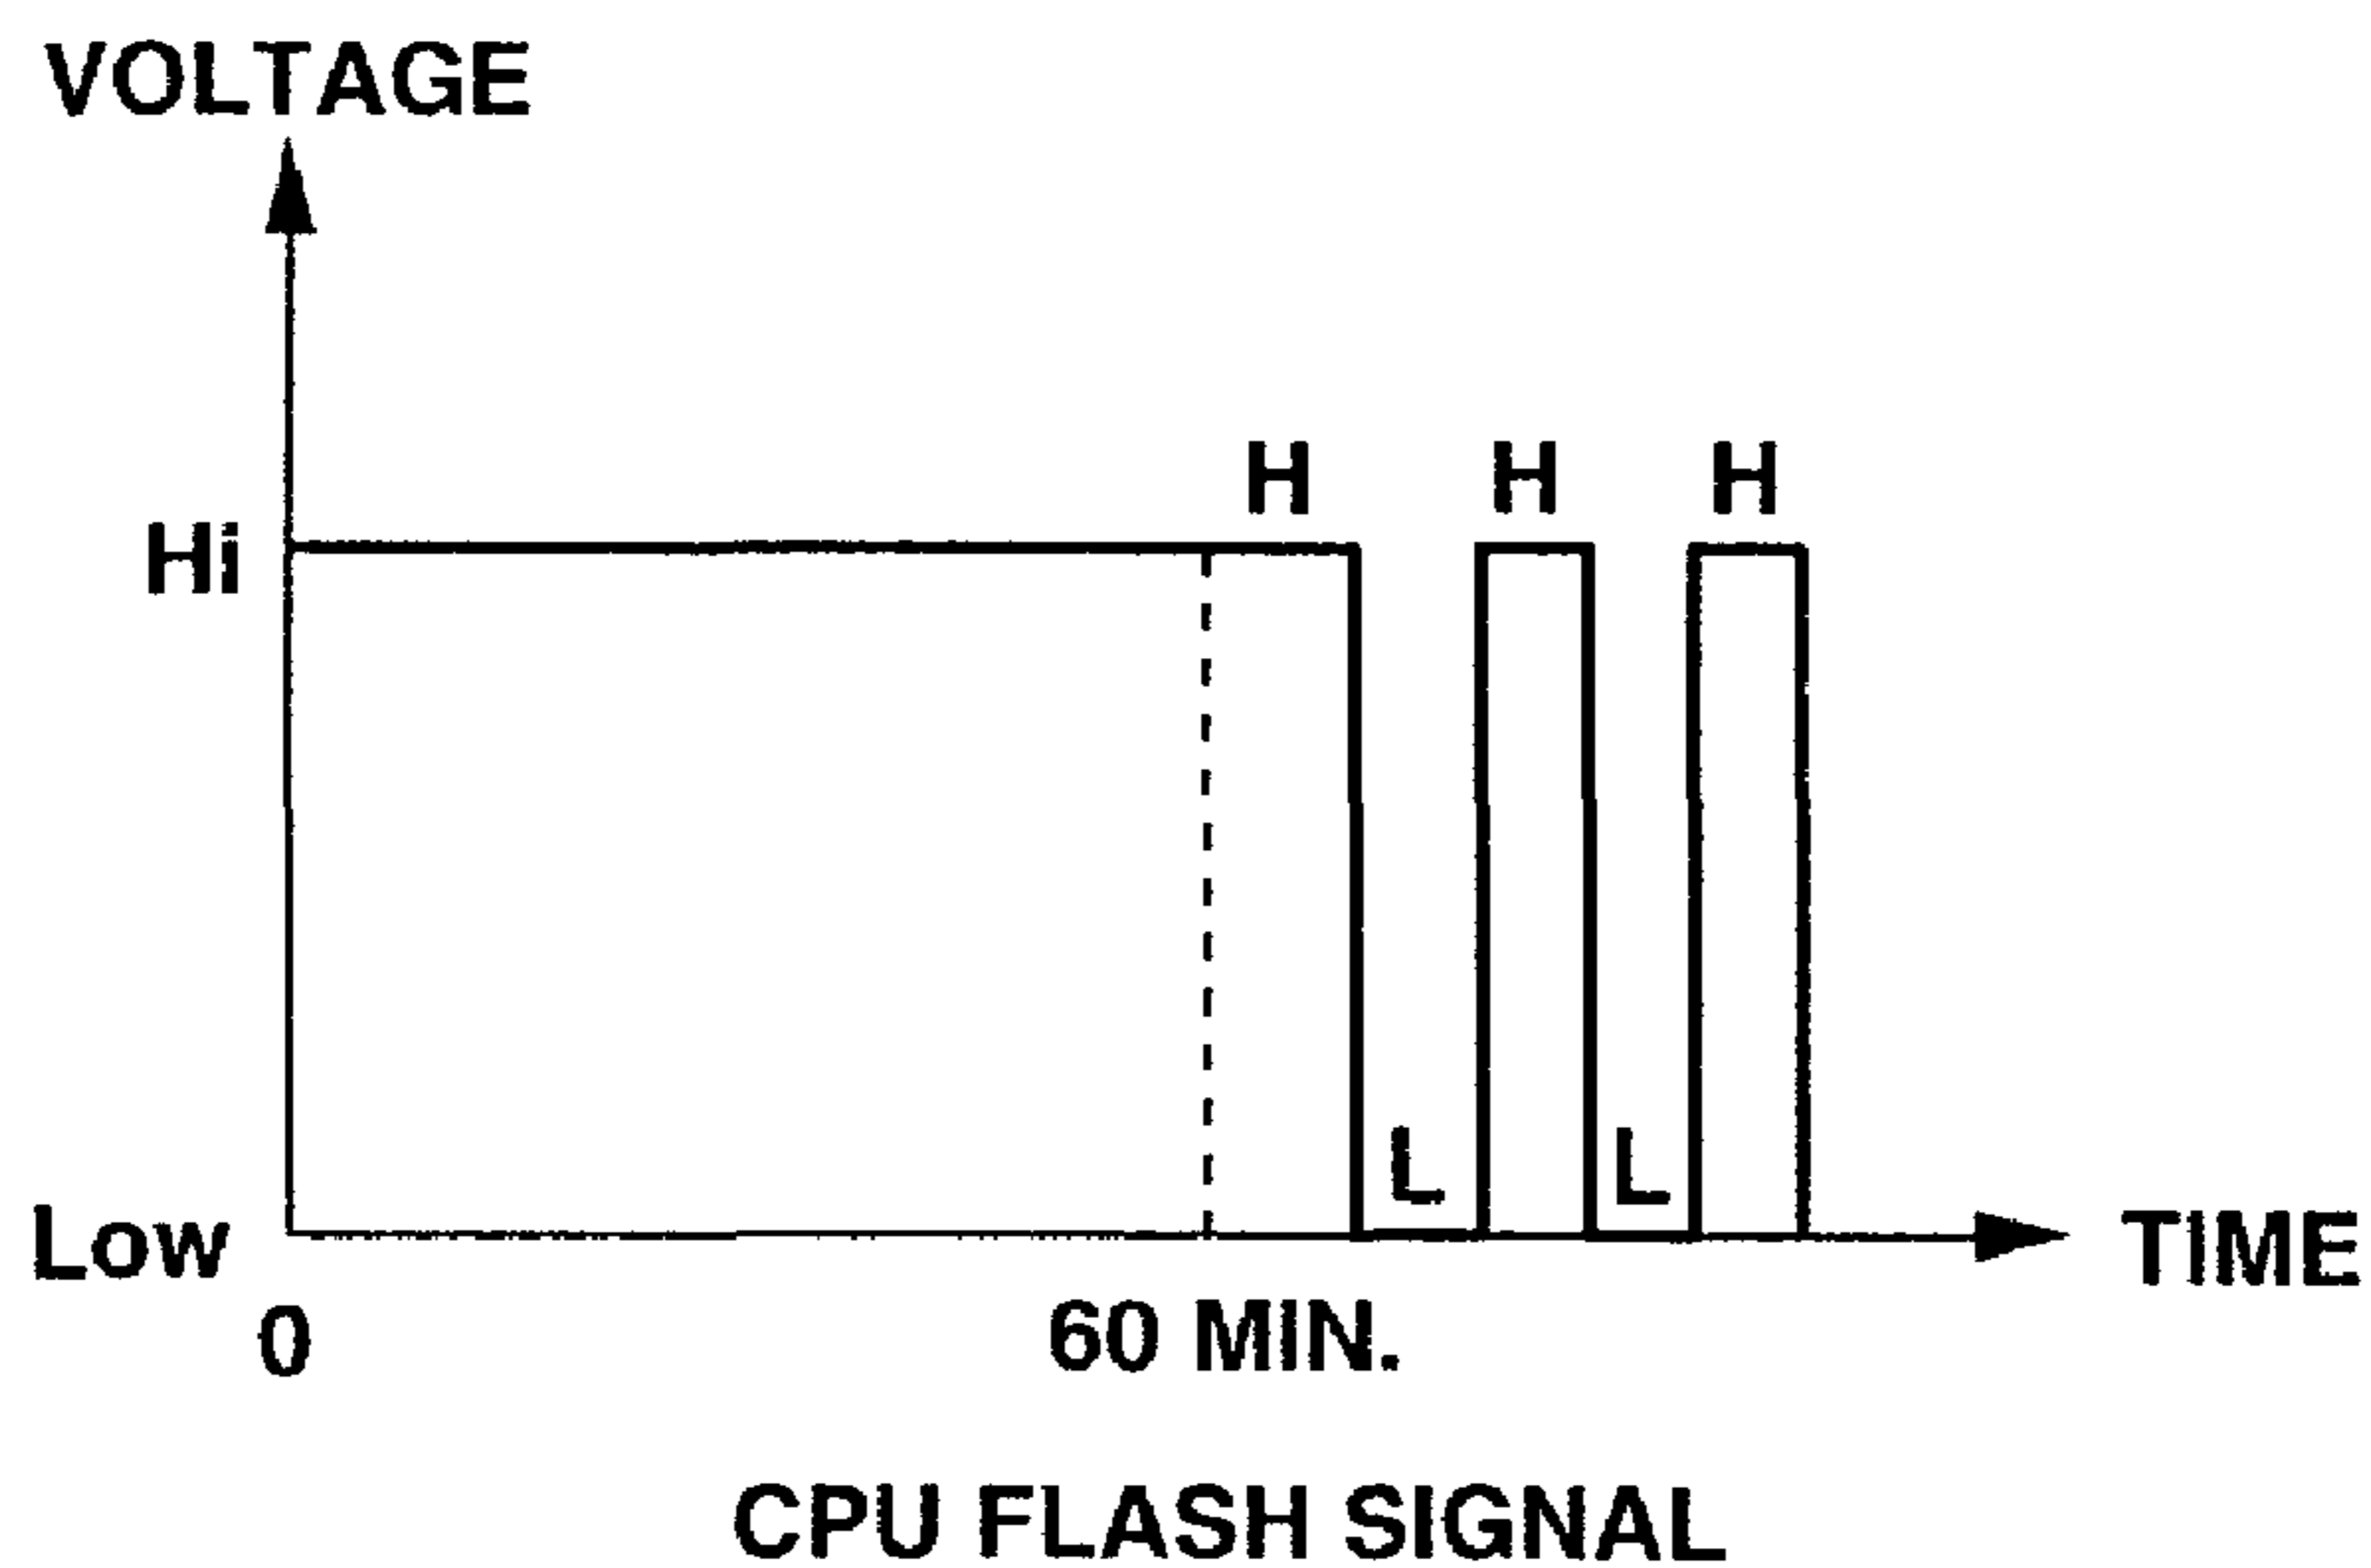 VOLTAGE
H H H
Hi
L L
Low
TIME
0
60 MIN.
CPU FLASH SIGNAL